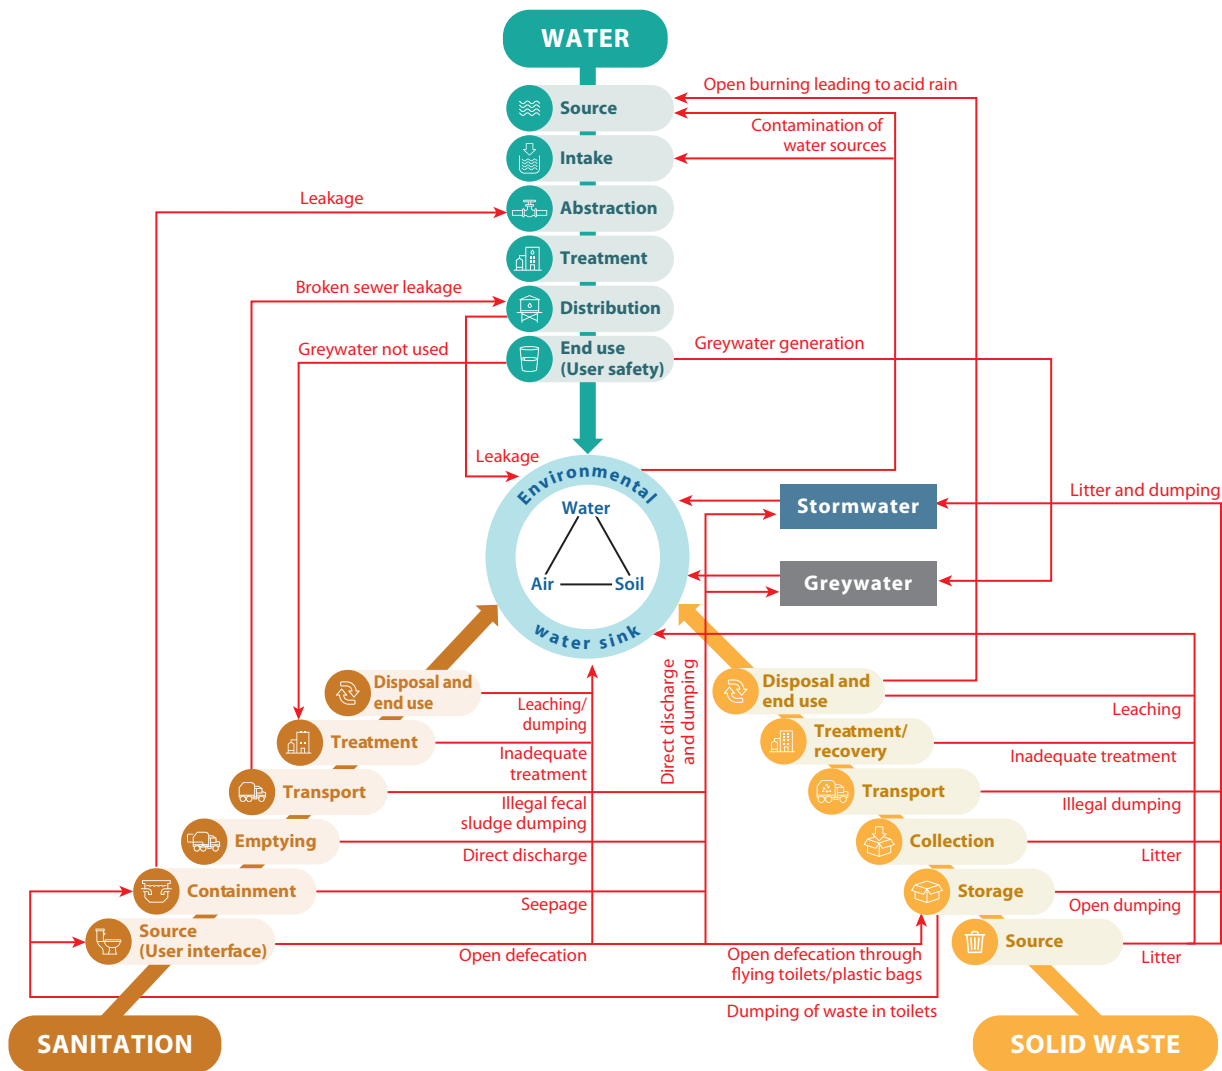 WATER
Source
Open burning leading to acid rain
Contamination of
water sources
Intake
Leakage
Abstraction
Treatment
Broken sewer leakage
Distribution
Greywater not used
End use
(User safety)
Greywater generation
Leakage
Environmental
water sink
Water
Air
Soil
Stormwater
Litter and dumping
Greywater
Direct discharge
and dumping
Disposal and
end use
Leaching/
dumping
Treatment
Inadequate
treatment
Transport
Illegal fecal
sludge dumping
Emptying
Direct discharge
Containment
Seepage
Source
(User interface)
Open defecation
SANITATION
Disposal and
end use
Leaching
Treatment/
recovery
Inadequate treatment
Transport
Illegal dumping
Collection
Litter
Storage
Open dumping
Source
Litter
Open defecation through
flying toilets/plastic bags
Dumping of waste in toilets
SOLID WASTE